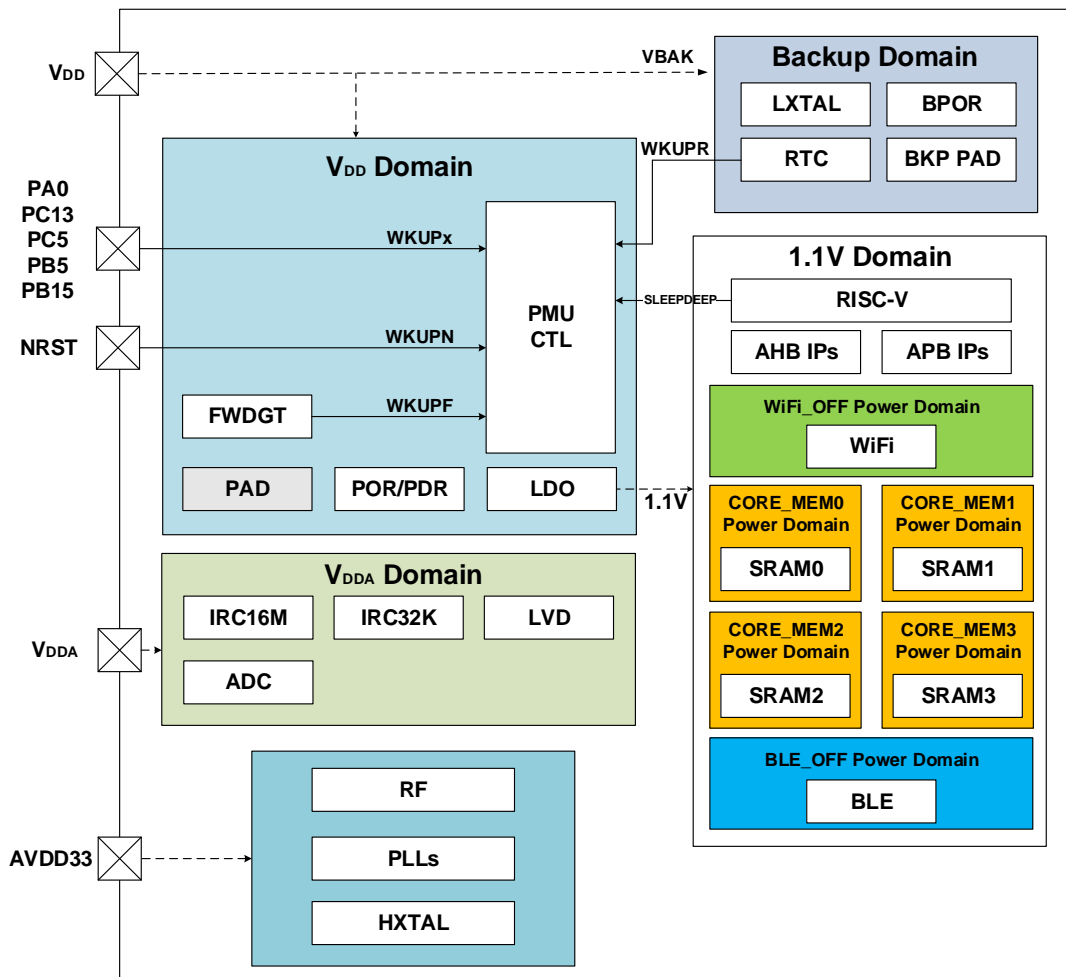 VDD
VBAK
Backup Domain
LXTAL
BPOR
RTC
BKP PAD
WKUPR
VDD Domain
PA0
PC13
PC5
PB5
PB15
WKUPx
PMU
CTL
NRST
WKUPN
FWDGT
WKUPF
PAD
POR/PDR
LDO
1.1V
1.1V Domain
RISC-V
SLEEPDEEP
AHB IPs
APB IPs
WiFi_OFF Power Domain
WiFi
CORE_MEM0
Power Domain
SRAM0
CORE_MEM1
Power Domain
SRAM1
CORE_MEM2
Power Domain
SRAM2
CORE_MEM3
Power Domain
SRAM3
BLE_OFF Power Domain
BLE
VDDA Domain
IRC16M
IRC32K
LVD
VDDA
ADC
RF
AVDD33
PLLs
HXTAL